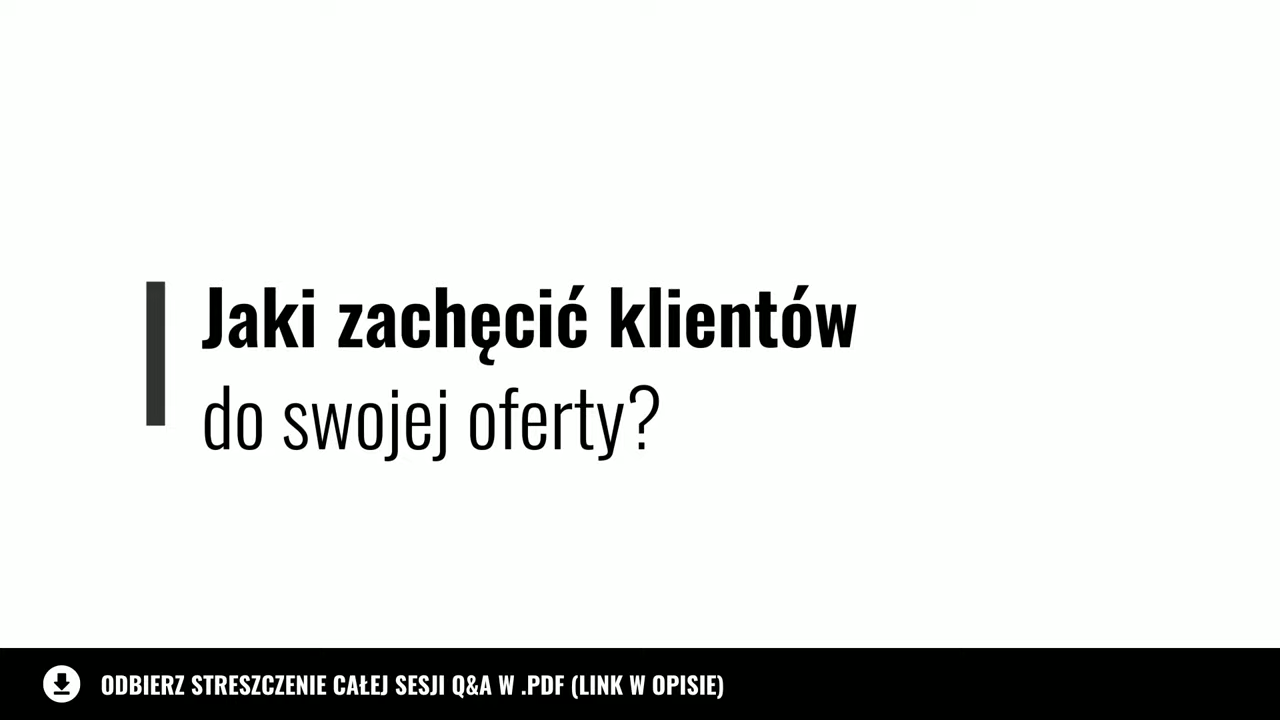 Jaki zachęcić klientów
do swojej oferty?
ODBIERZ STRESZCZENIE CAŁEJ SESJI Q&A W .PDF (LINK W OPISIE)